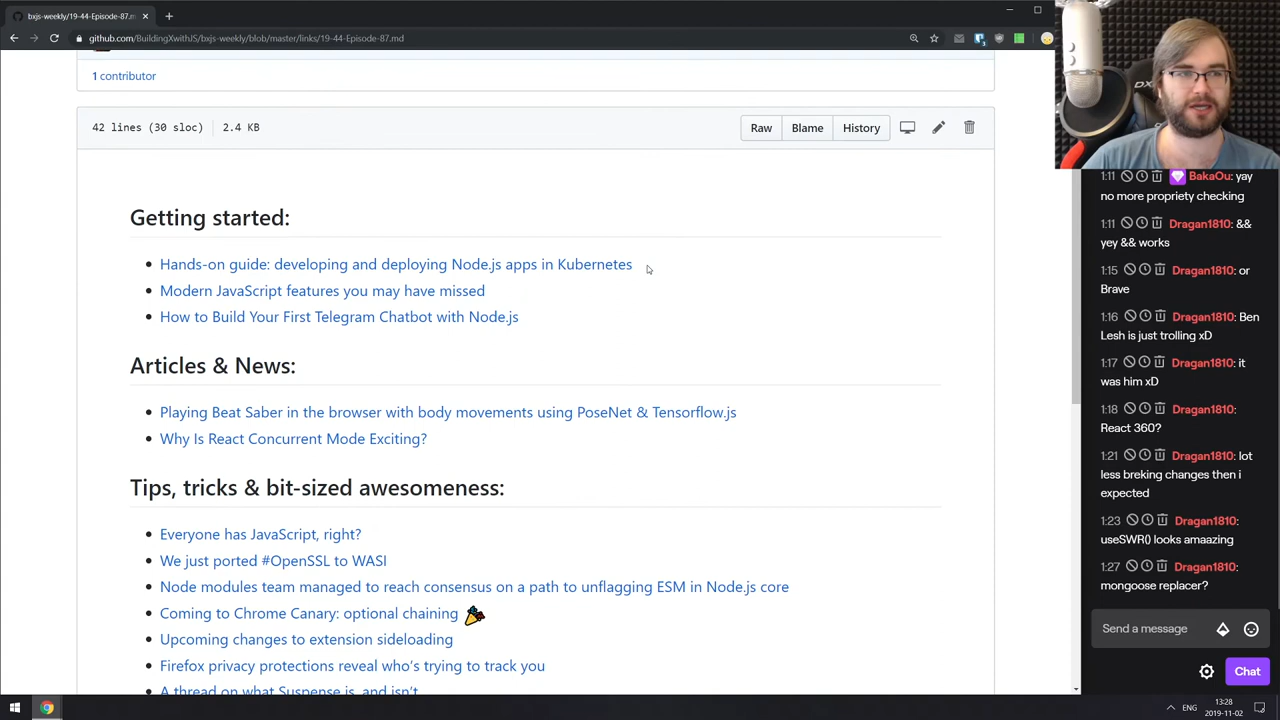 bxjs-weekly/19-44-Episode-87.m
github.com/BuildingXwithJS/bxjs-weekly/blob/master/links/19-44-Episode-87.md
1 contributor
42 lines (30 sloc) 2.4 KB
Raw Blame History
Getting started:
Hands-on guide: developing and deploying Node.js apps in Kubernetes
Modern JavaScript features you may have missed
How to Build Your First Telegram Chatbot with Node.js
Articles & News:
Playing Beat Saber in the browser with body movements using PoseNet & Tensorflow.js
Why Is React Concurrent Mode Exciting?
Tips, tricks & bit-sized awesomeness:
Everyone has JavaScript, right?
We just ported #OpenSSL to WASI
Node modules team managed to reach consensus on a path to unflagging ESM in Node.js core
Coming to Chrome Canary: optional chaining
Upcoming changes to extension sideloading
Firefox privacy protections reveal who's trying to track you
A thread on what Suspense is, and isn't
1:11 BakaOu: yay
no more propriety checking
1:11 Dragan1810: &&
yey && works
1:15 Dragan1810: or
Brave
1:16 Dragan1810: Ben
Lesh is just trolling xD
1:17 Dragan1810: it
was him xD
1:18 Dragan1810:
React 360?
1:21 Dragan1810: lot
less breking changes then i
expected
1:23 Dragan1810:
useSWR() looks amaazing
1:27 Dragan1810:
mongoose replacer?
Send a message
Chat
ENG
13:28
2019-11-02